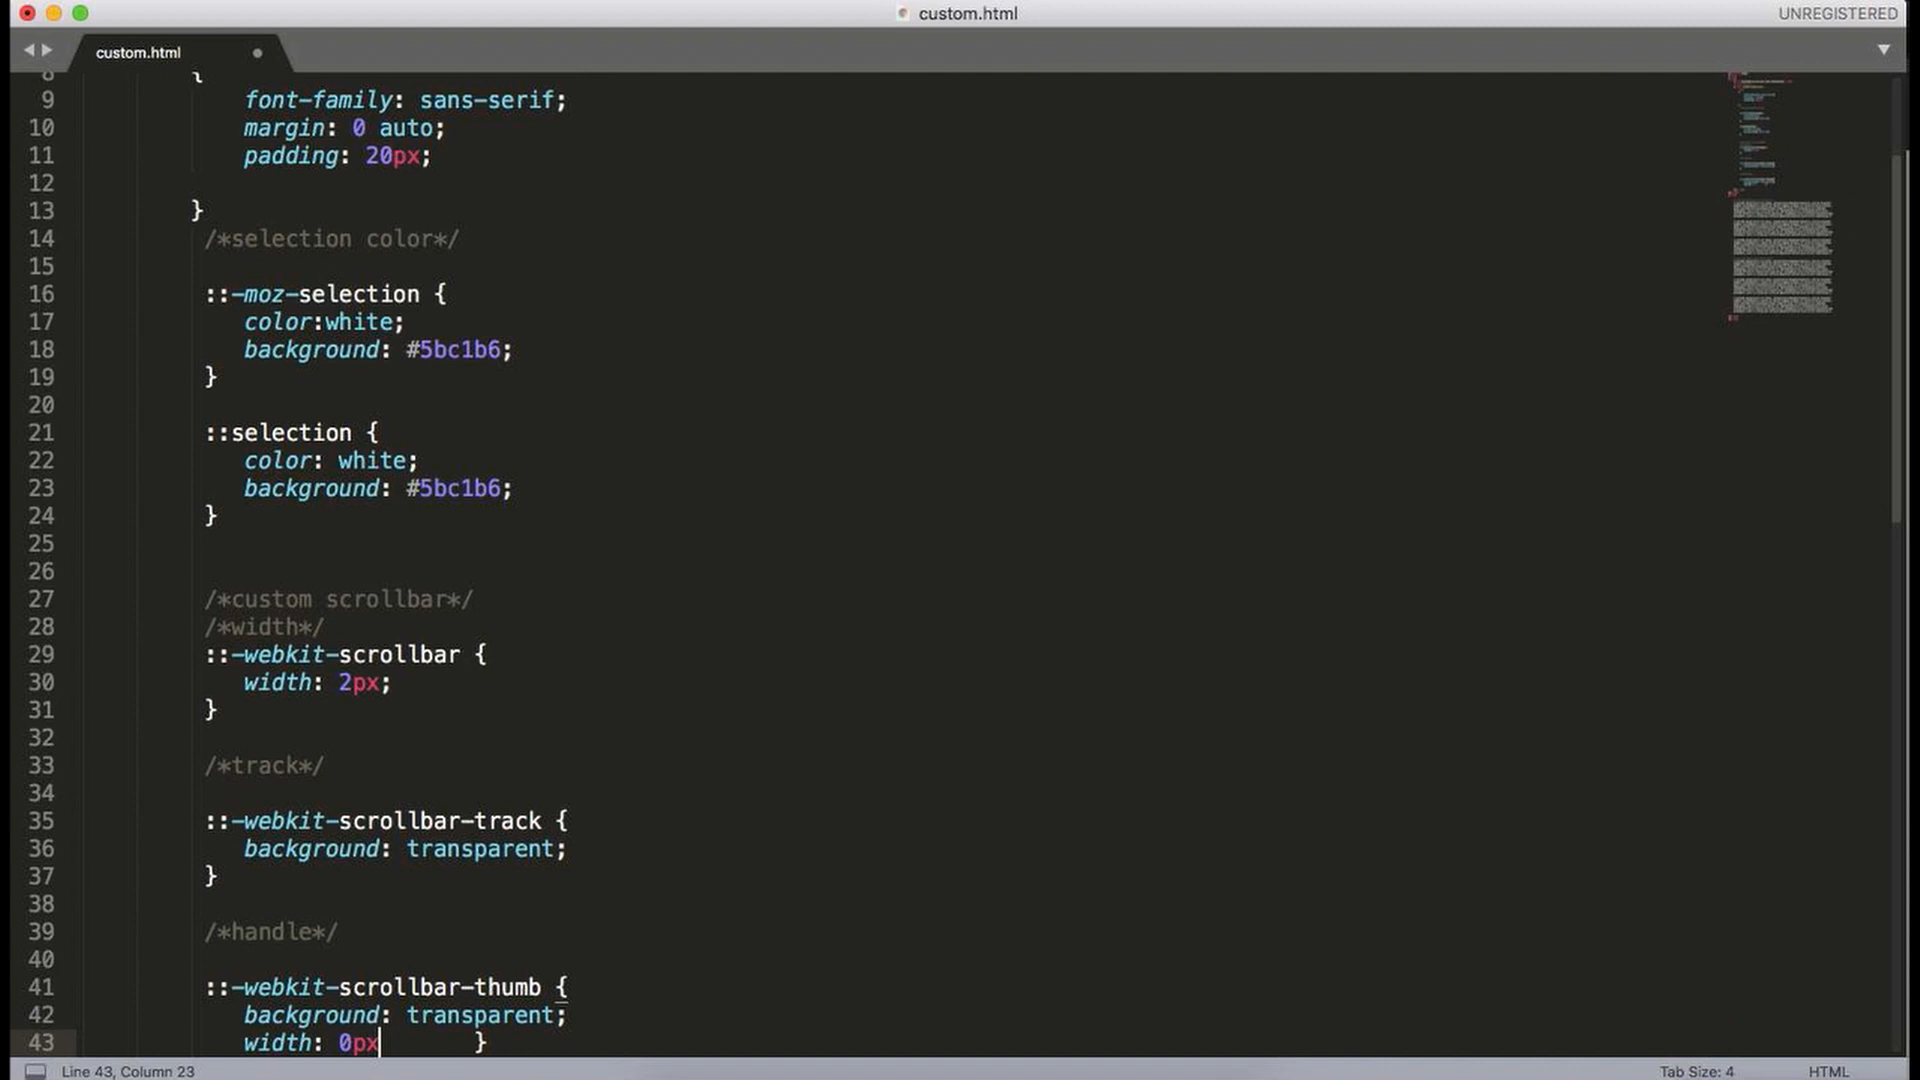 custom.html
UNREGISTERED
custom.html
8 {
9 font-family: sans-serif;
10 margin: 0 auto;
11 padding: 20px;
12
13 }
14 /*selection color*/
15
16 ::-moz-selection {
17 color:white;
18 background: #5bc1b6;
19 }
20
21 ::selection {
22 color: white;
23 background: #5bc1b6;
24 }
25
26
27 /*custom scrollbar*/
28 /*width*/
29 ::-webkit-scrollbar {
30 width: 2px;
31 }
32
33 /*track*/
34
35 ::-webkit-scrollbar-track {
36 background: transparent;
37 }
38
39 /*handle*/
40
41 ::-webkit-scrollbar-thumb {
42 background: transparent;
43 width: 0px }
Line 43, Column 23
Tab Size: 4
HTML